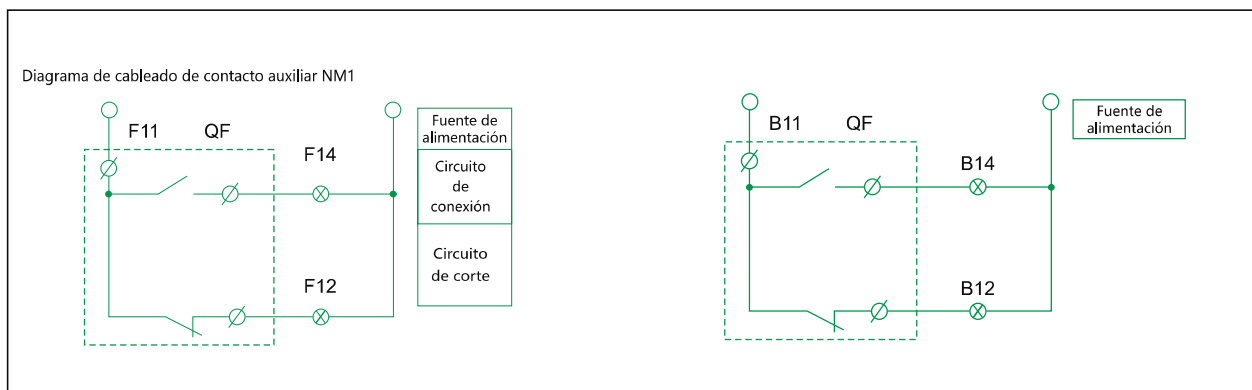 Diagrama de cableado de contacto auxiliar NM1
F11
QF
F14
F12
Fuente de
alimentación
Circuito
de
conexión
Circuito
de corte
B11
QF
B14
B12
Fuente de
alimentación